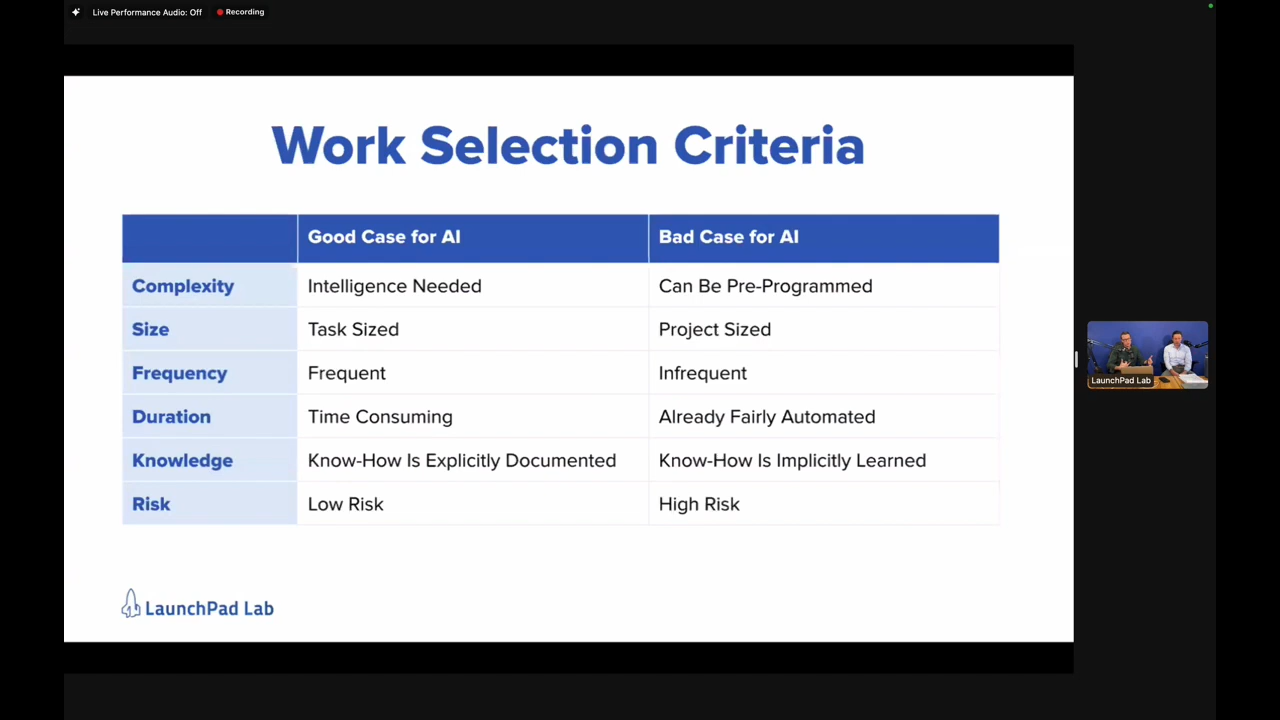 Live Performance Audio: Off Recording
Work Selection Criteria
Good Case for AI Bad Case for AI
Complexity Intelligence Needed Can Be Pre-Programmed
Size Task Sized Project Sized
Frequency Frequent Infrequent
Duration Time Consuming Already Fairly Automated
Knowledge Know-How Is Explicitly Documented Know-How Is Implicitly Learned
Risk Low Risk High Risk
LaunchPad Lab
LaunchPad Lab